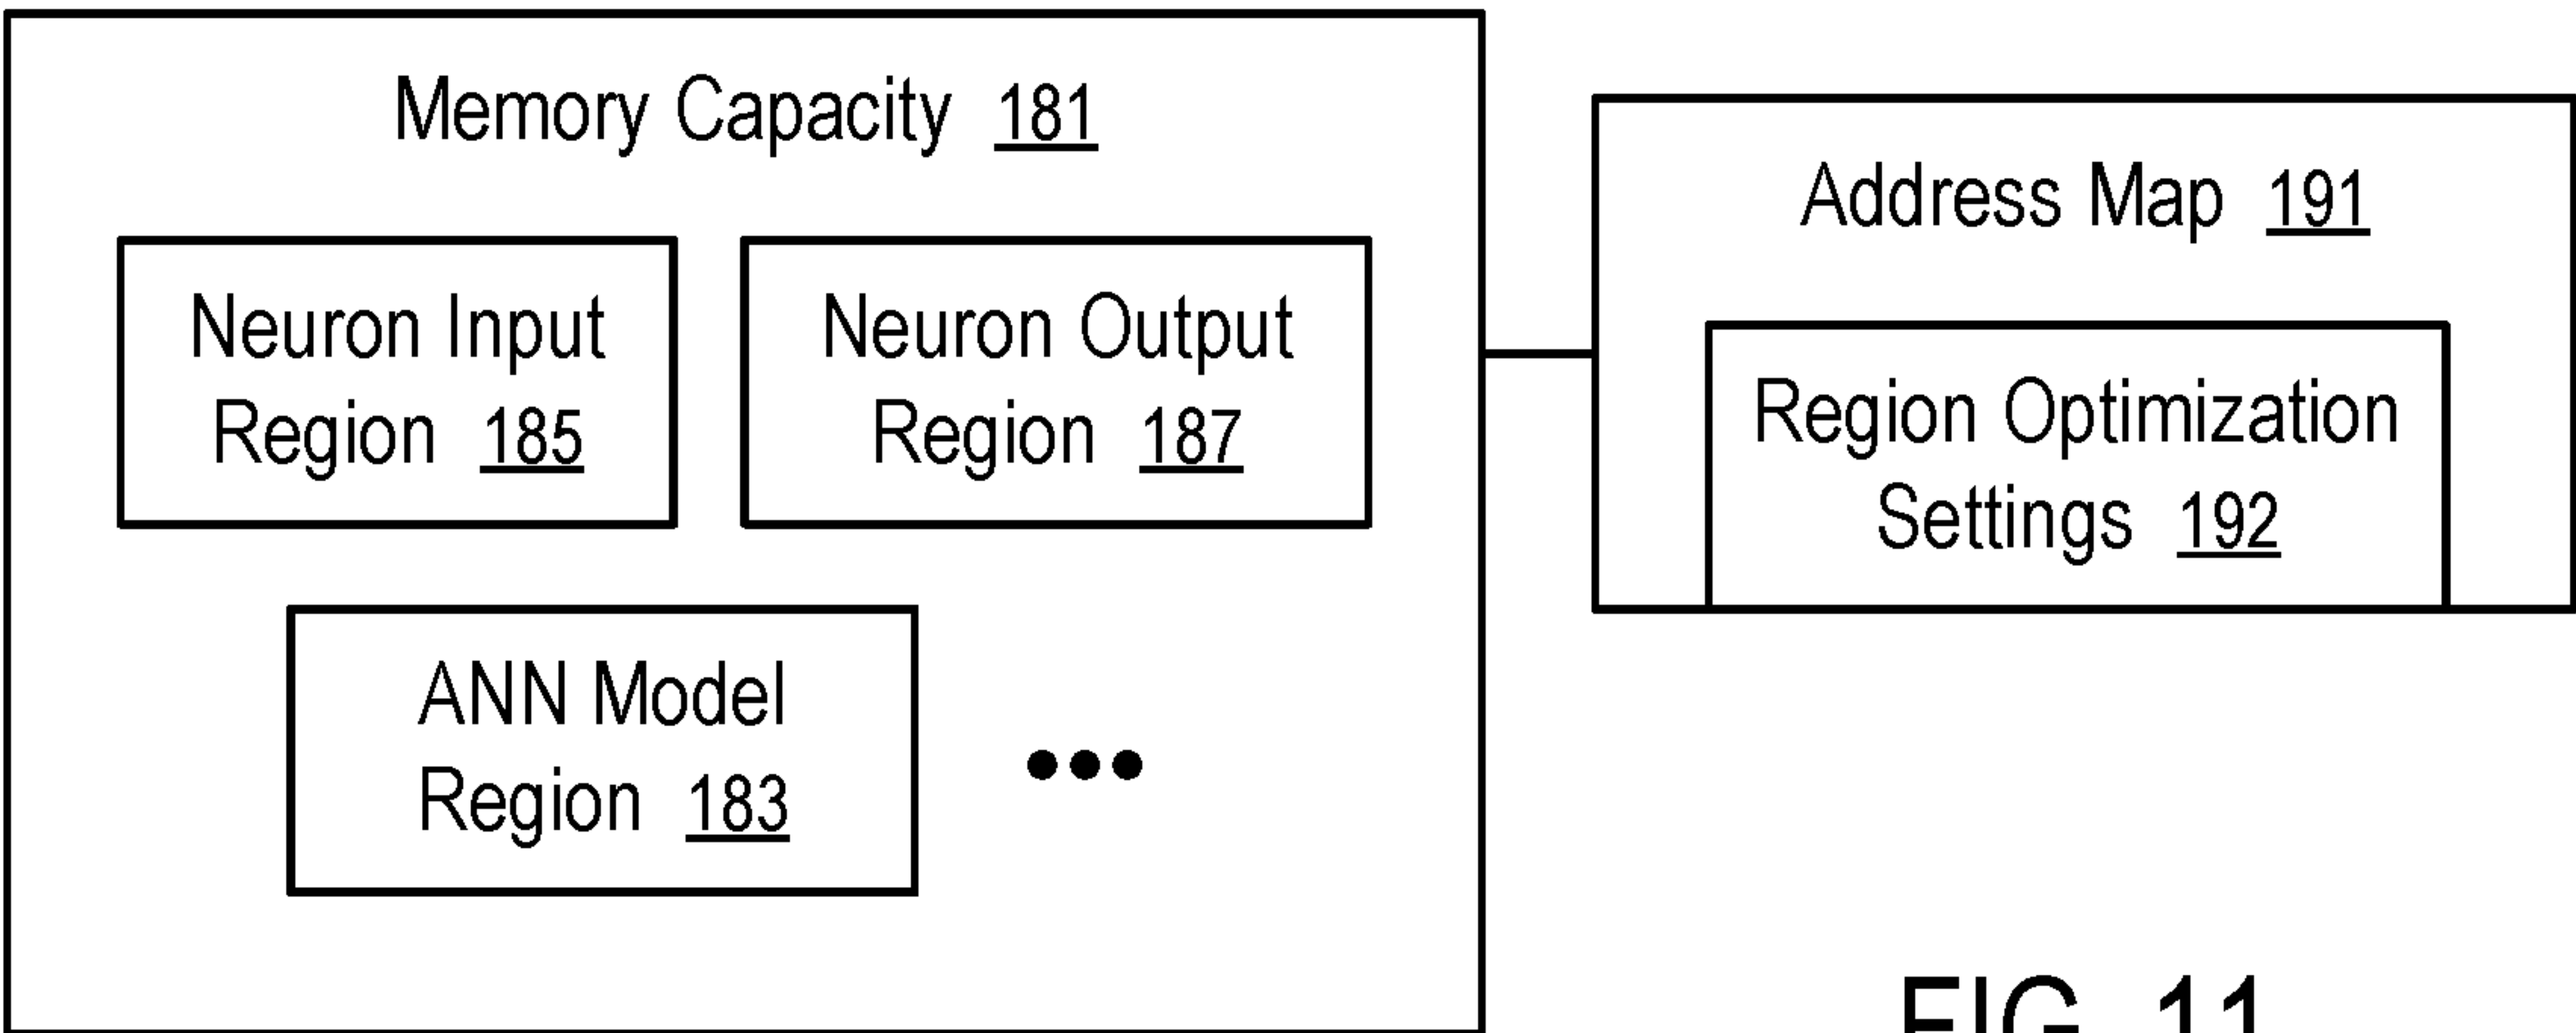 Memory Capacity 181
Neuron Input
Region 185
Neuron Output
Region 187
ANN Model
Region 183
Address Map 191
Region Optimization
Settings 192
FIG. 11